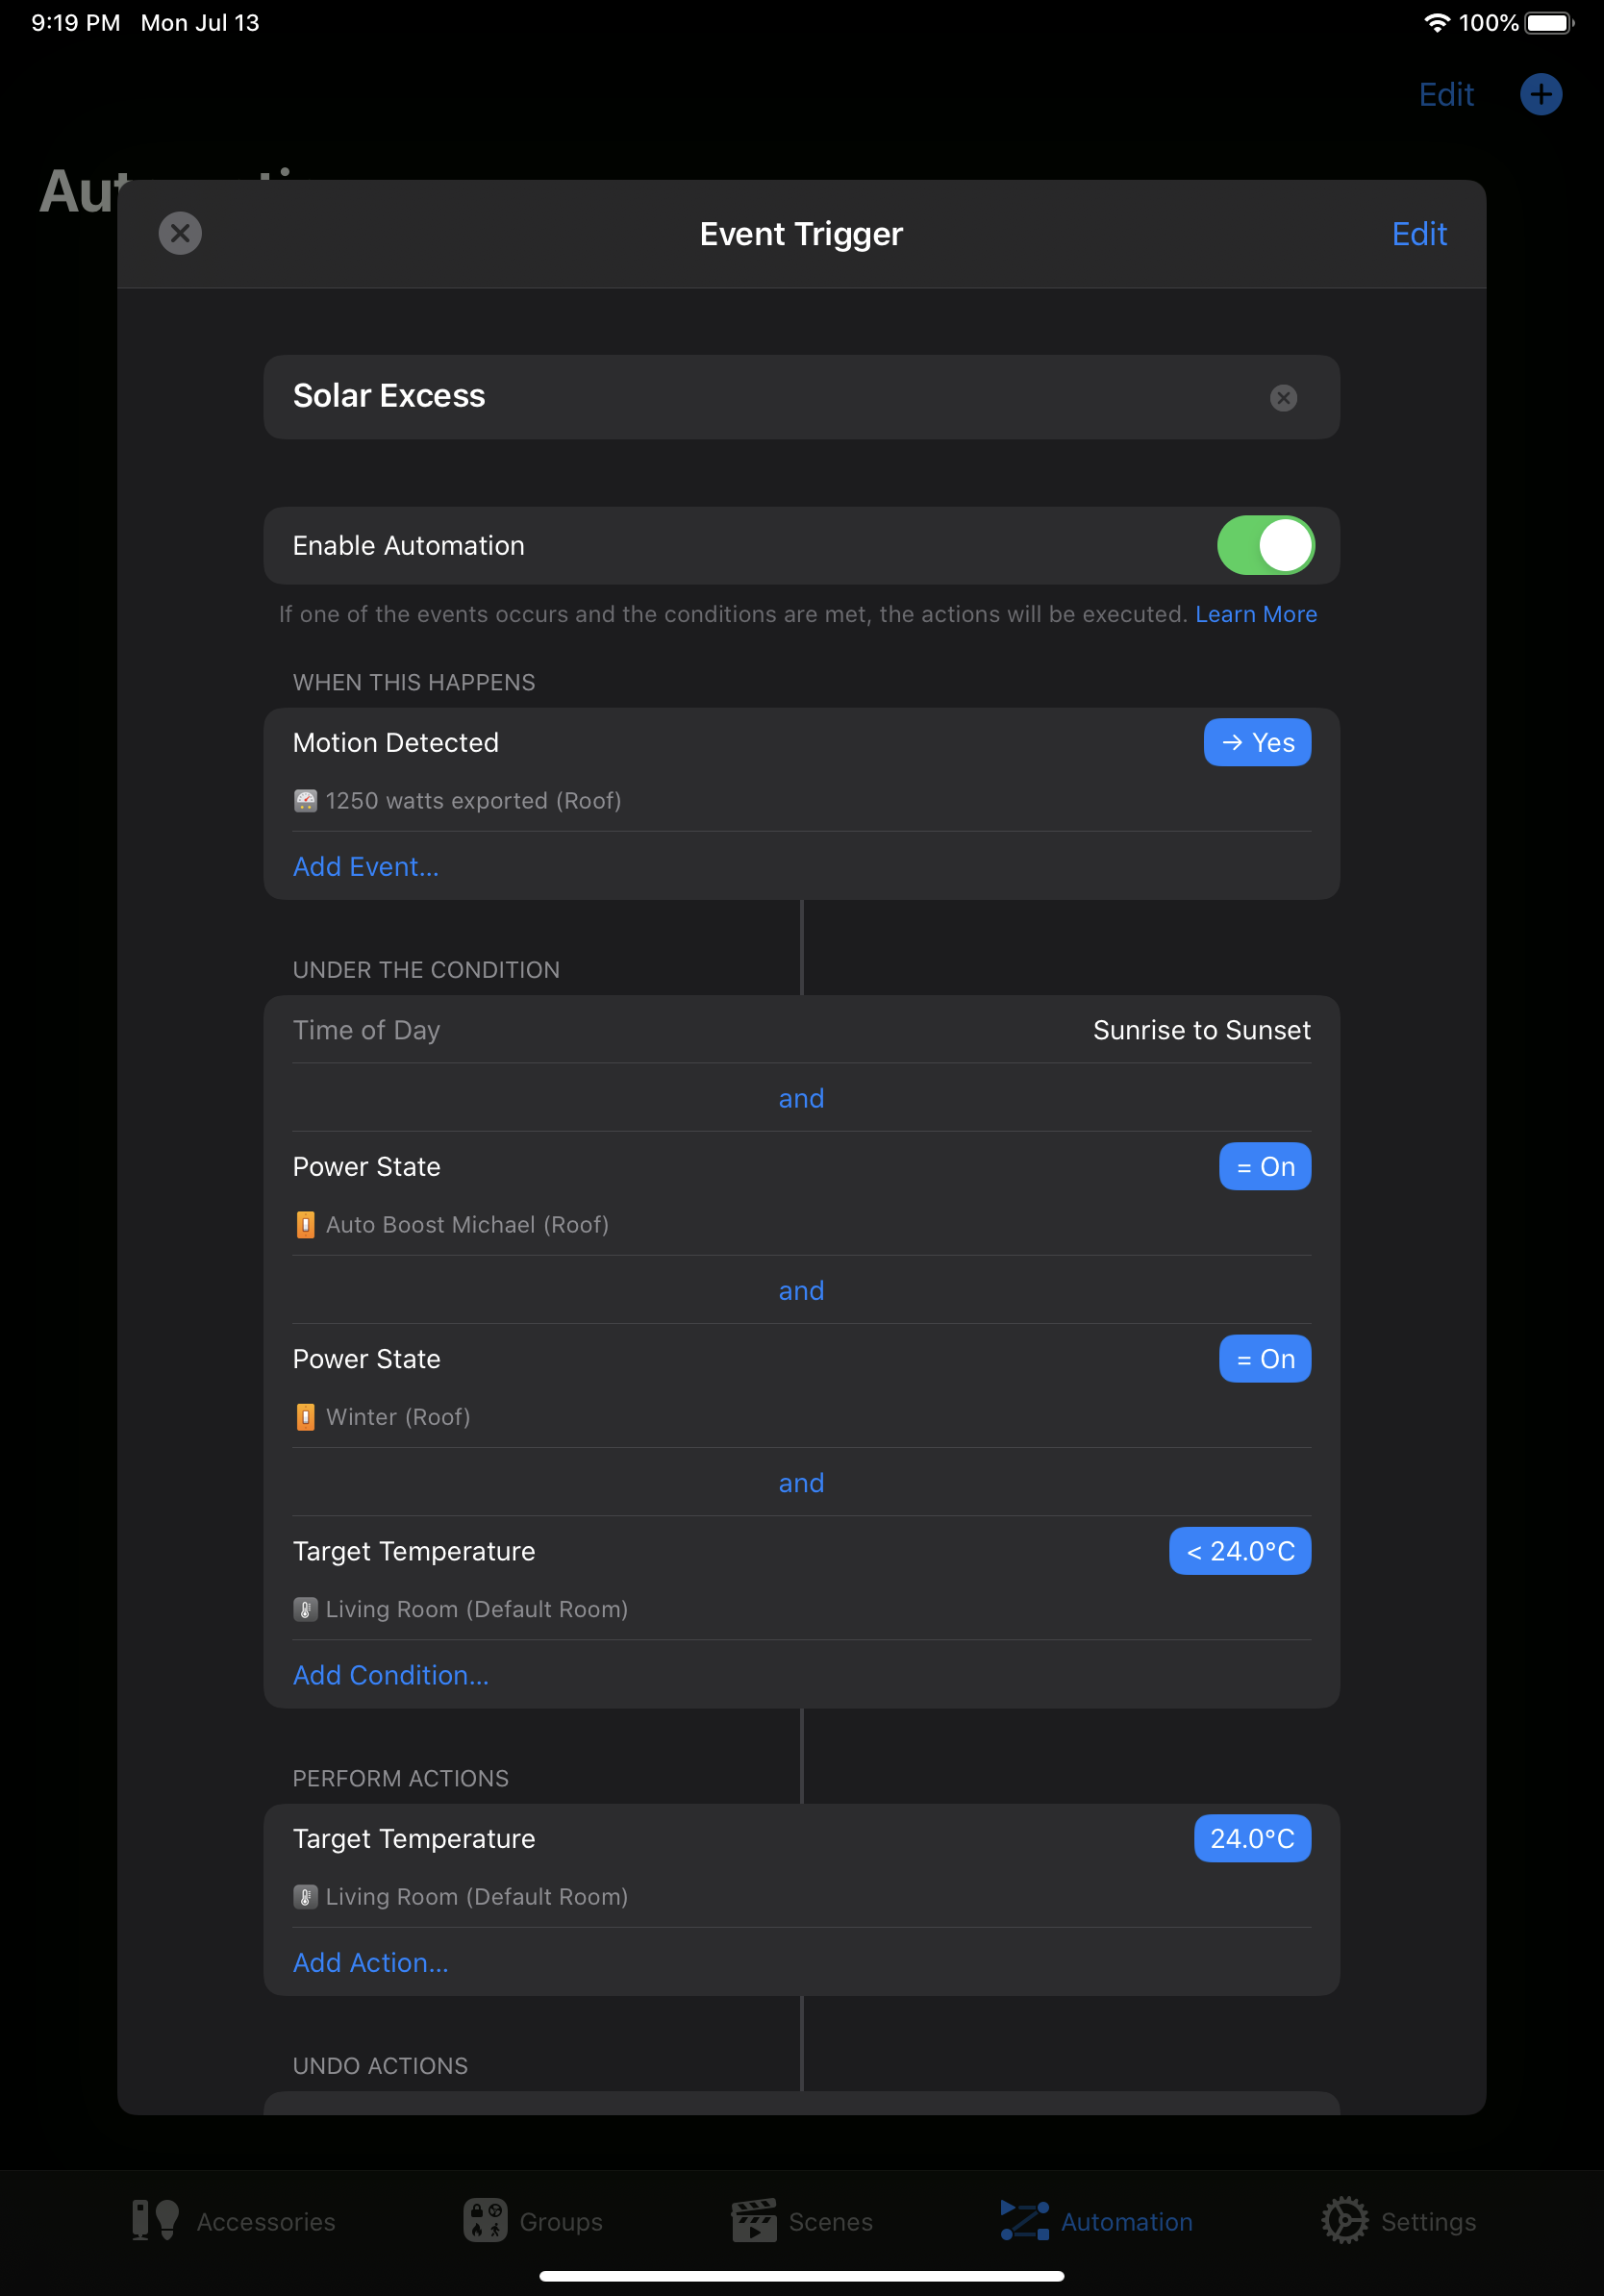 9:19 PM Mon Jul 13 100%
Edit
Event Trigger
Edit
Solar Excess
Enable Automation
If one of the events occurs and the conditions are met, the actions will be executed. Learn More
WHEN THIS HAPPENS
Motion Detected → Yes
1250 watts exported (Roof)
Add Event...
UNDER THE CONDITION
Time of Day Sunrise to Sunset
and
Power State = On
Auto Boost Michael (Roof)
and
Power State = On
Winter (Roof)
and
Target Temperature < 24.0°C
Living Room (Default Room)
Add Condition...
PERFORM ACTIONS
Target Temperature 24.0°C
Living Room (Default Room)
Add Action...
UNDO ACTIONS
Accessories Groups Scenes Automation Settings